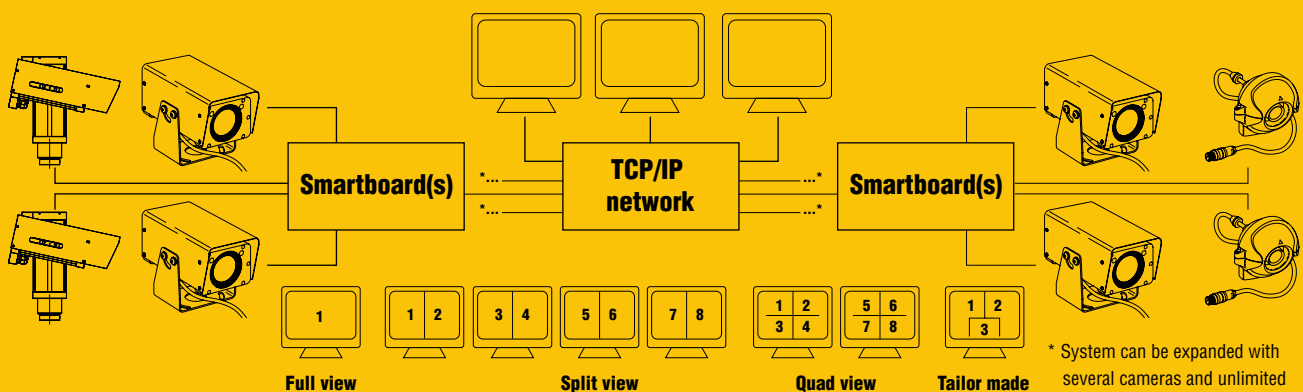 TCP/IP
network
Smartboard(s)
*...
...*
Smartboard(s)
*...
...*
1
1 2
3 4
5 6
7 8
1 2
3 4
5 6
7 8
1 2
3
Full view
Split view
Quad view
Tailor made
* System can be expanded with
several cameras and unlimited